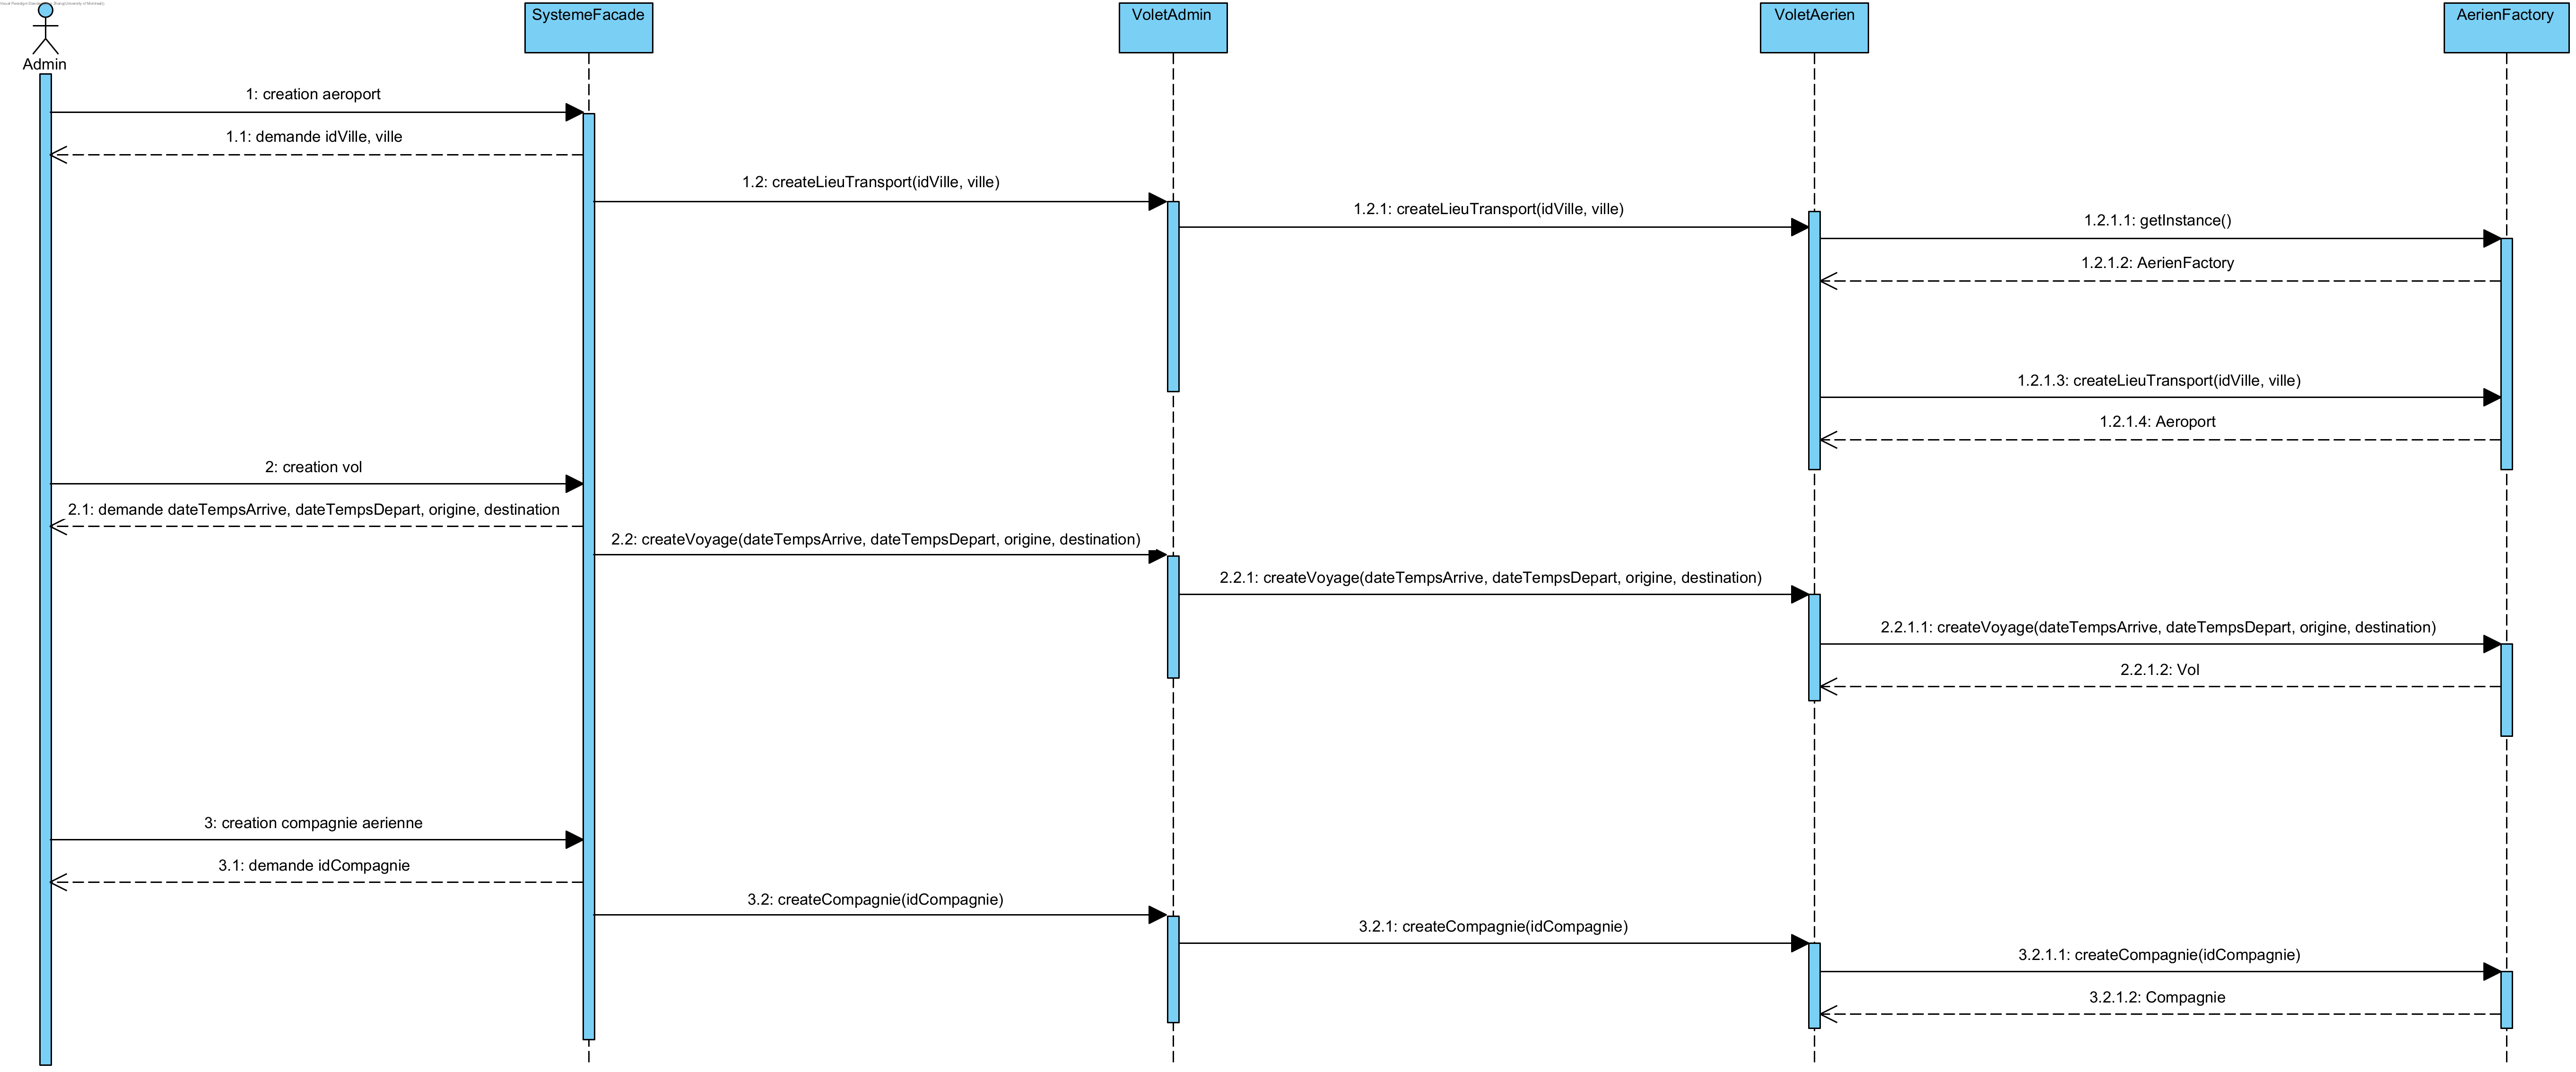 SystemeFacade
VoletAdmin
VoletAerien
AerienFactory
Admin
1: creation aeroport
1.1: demande idVille, ville
1.2: createLieuTransport(idVille, ville)
1.2.1: createLieuTransport(idVille, ville)
1.2.1.1: getInstance()
1.2.1.2: AerienFactory
1.2.1.3: createLieuTransport(idVille, ville)
1.2.1.4: Aeroport
2: creation vol
2.1: demande dateTempsArrive, dateTempsDepart, origine, destination
2.2: createVoyage(dateTempsArrive, dateTempsDepart, origine, destination)
2.2.1: createVoyage(dateTempsArrive, dateTempsDepart, origine, destination)
2.2.1.1: createVoyage(dateTempsArrive, dateTempsDepart, origine, destination)
2.2.1.2: Vol
3: creation compagnie aerienne
3.1: demande idCompagnie
3.2: createCompagnie(idCompagnie)
3.2.1: createCompagnie(idCompagnie)
3.2.1.1: createCompagnie(idCompagnie)
3.2.1.2: Compagnie